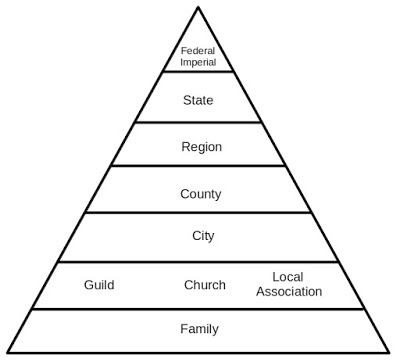 Federal
Imperial
State
Region
County
City
Guild Church Local
Association
Family